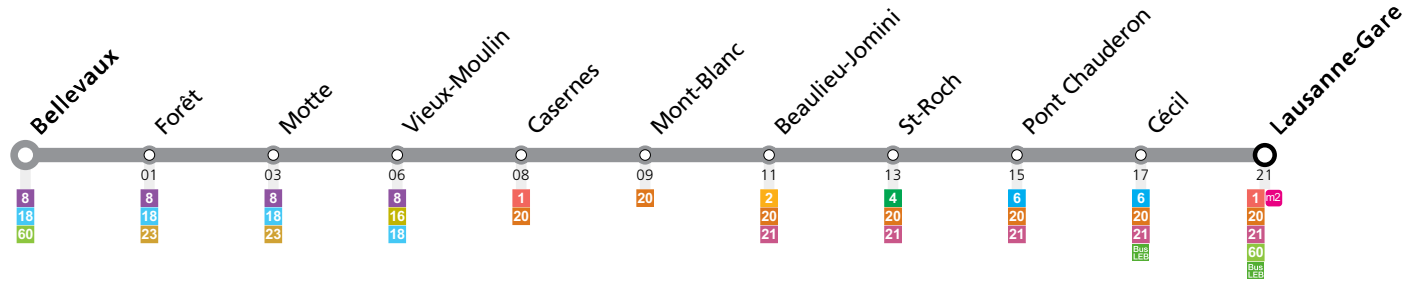 Bellevaux
Forêt
Motte
Vieux-Moulin
Casernes
Mont-Blanc
Beaulieu-Jomini
St-Roch
Pont Chauderon
Cécil
Lausanne-Gare
01 03 06 08 09 11 13 15 17 21
8 8 8 8 1 20 2 4 6 6 1 m2
18 18 18 16 20 20 20 20 20 20
60 23 23 18 21 21 21 21 21
Bus 60
LEB
Bus
LEB